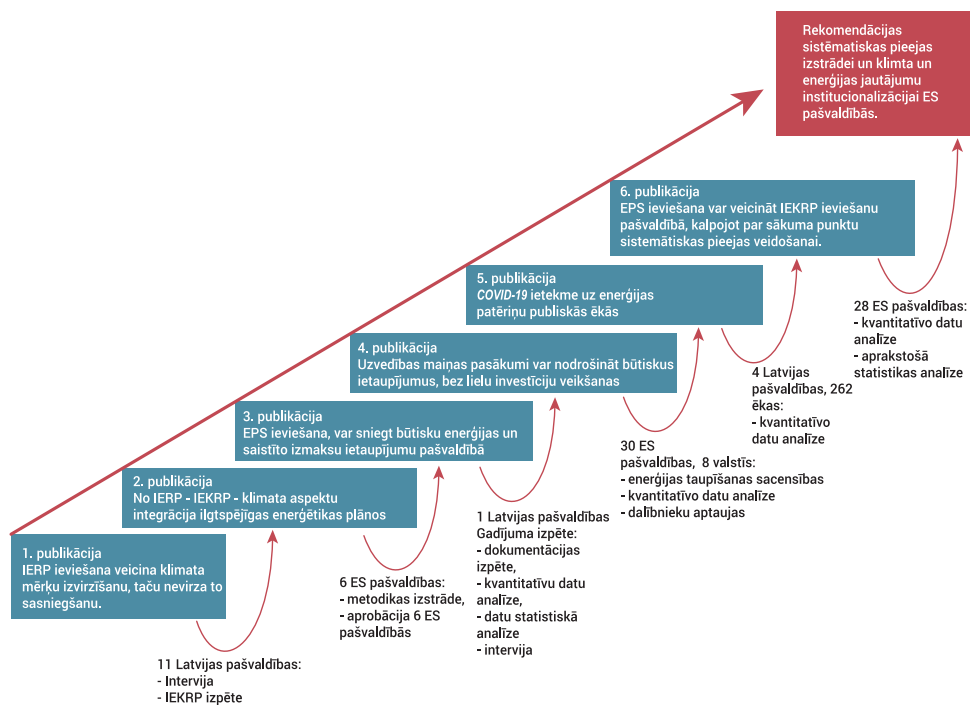 Rekomendācijas
sistēmatiskas pieejas
izstrādei un klimta un
enerģijas jautājumu
institucionalizācijai ES
pašvaldībās.
6. publikācija
EPS ieviešana var veicināt IEKRP ieviešanu
pašvaldībā, kalpojot par sākuma punktu
sistemātiskas pieejas veidošanai.
5. publikācija
COVID-19 ietekme uz enerģijas
patēriņu publiskās ēkās
4. publikācija
Uzvedības maiņas pasākumi var nodrošināt būtiskus
ietaupījumus, bez lielu investīciju veikšanas
3. publikācija
EPS ieviešana, var sniegt būtisku enerģijas un
saistīto izmaksu ietaupījumu pašvaldībā
2. publikācija
No IERP - IEKRP - klimata aspektu
integrācija ilgtspējīgas enerģētikas plānos
1. publikācija
IERP ieviešana veicina klimata
mērķu izvirzīšanu, taču nevirza to
sasniegšanu.
11 Latvijas pašvaldības:
- Intervija
- IEKRP izpēte
6 ES pašvaldības:
- metodikas izstrāde,
- aprobācija 6 ES
pašvaldībās
1 Latvijas pašvaldības
Gadījuma izpēte:
- dokumentācijas
izpēte,
- kvantitatīvu datu
analīze,
- datu statistiskā
analīze
- intervija
30 ES
pašvaldības, 8 valstīs:
- enerģijas taupīšanas sacensības
- kvantitatīvo datu analīze
- dalībnieku aptaujas
4 Latvijas
pašvaldības, 262
ēkas:
- kvantitatīvo
datu analīze
28 ES pašvaldības:
- kvantitatīvo datu
analīze
- aprakstošā
statistikas analīze